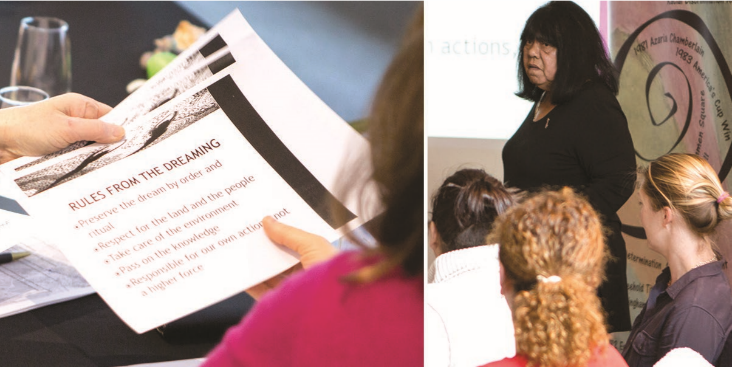 RULES FROM THE DREAMING
•Preserve the dream by order and
ritual
•Respect for the land and the people
•Take care of the environment
•Pass on the knowledge
•Responsible for our own actions not
a higher force
actions,
1981 Azaria Chamberlain
1983 America's Cup Win